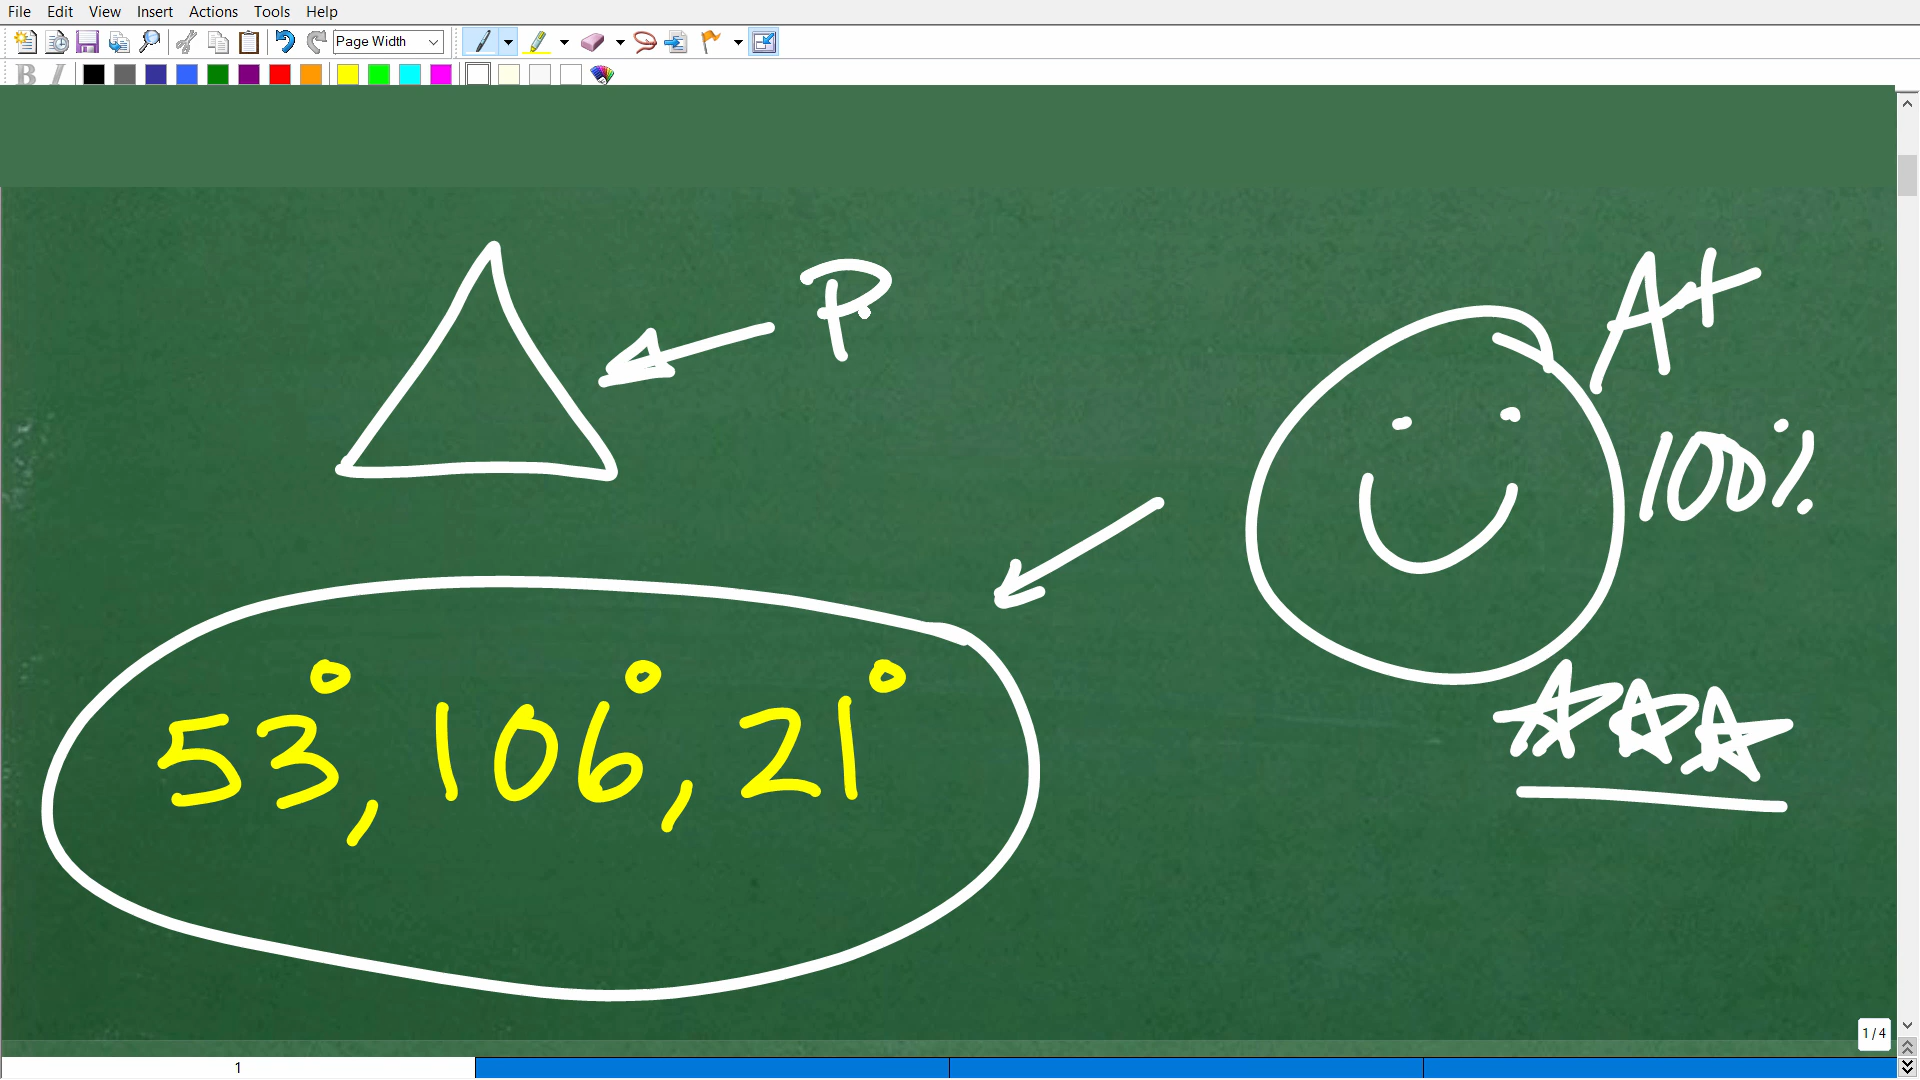 File Edit View Insert Actions Tools Help
Page Width
B I
P
A+
100%
53°, 106°, 21°
1 / 4
1